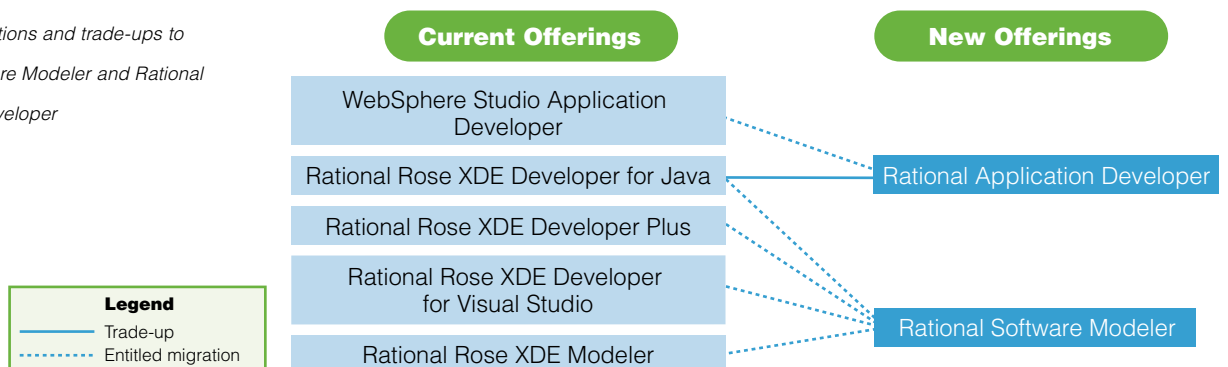 tions and trade-ups to
re Modeler and Rational
veloper
Current Offerings
New Offerings
WebSphere Studio Application
Developer
Rational Rose XDE Developer for Java
Rational Application Developer
Rational Rose XDE Developer Plus
Rational Rose XDE Developer
for Visual Studio
Rational Software Modeler
Rational Rose XDE Modeler
Legend
Trade-up
Entitled migration